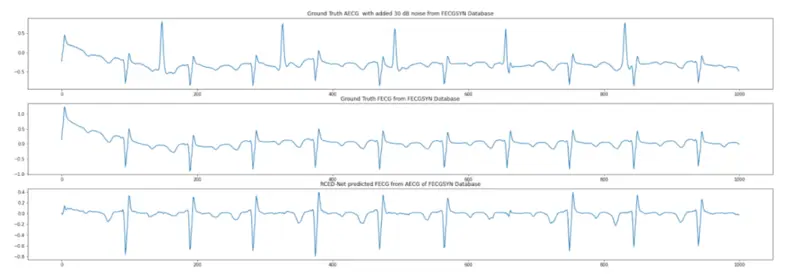 Ground Truth AECG with added 30 dB noise from FECGSYN Database
0.5
0.0
−0.5
0 200 400 600 800 1000
Ground Truth FECG from FECGSYN Database
1.0
0.5
0.0
−0.5
−1.0
0 200 400 600 800 1000
RCED-Net predicted FECG from AECG of FECGSYN Database
0.4
0.2
0.0
−0.2
−0.4
−0.6
−0.8
0 200 400 600 800 1000